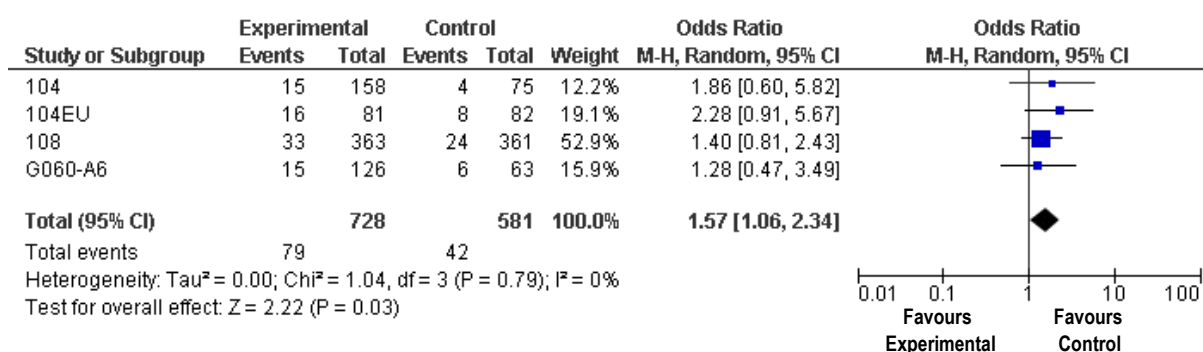 Experimental Control Odds Ratio Odds Ratio
Study or Subgroup Events Total Events Total Weight M-H, Random, 95% CI M-H, Random, 95% CI
104 15 158 4 75 12.2% 1.86 [0.60, 5.82]
104EU 16 81 8 82 19.1% 2.28 [0.91, 5.67]
108 33 363 24 361 52.9% 1.40 [0.81, 2.43]
G060-A6 15 126 6 63 15.9% 1.28 [0.47, 3.49]
Total (95% CI) 728 581 100.0% 1.57 [1.06, 2.34]
Total events 79 42
Heterogeneity: Tau² = 0.00; Chi² = 1.04, df = 3 (P = 0.79); I² = 0%
Test for overall effect: Z = 2.22 (P = 0.03)
0.01 0.1 1 10 100
Favours Favours
Experimental Control